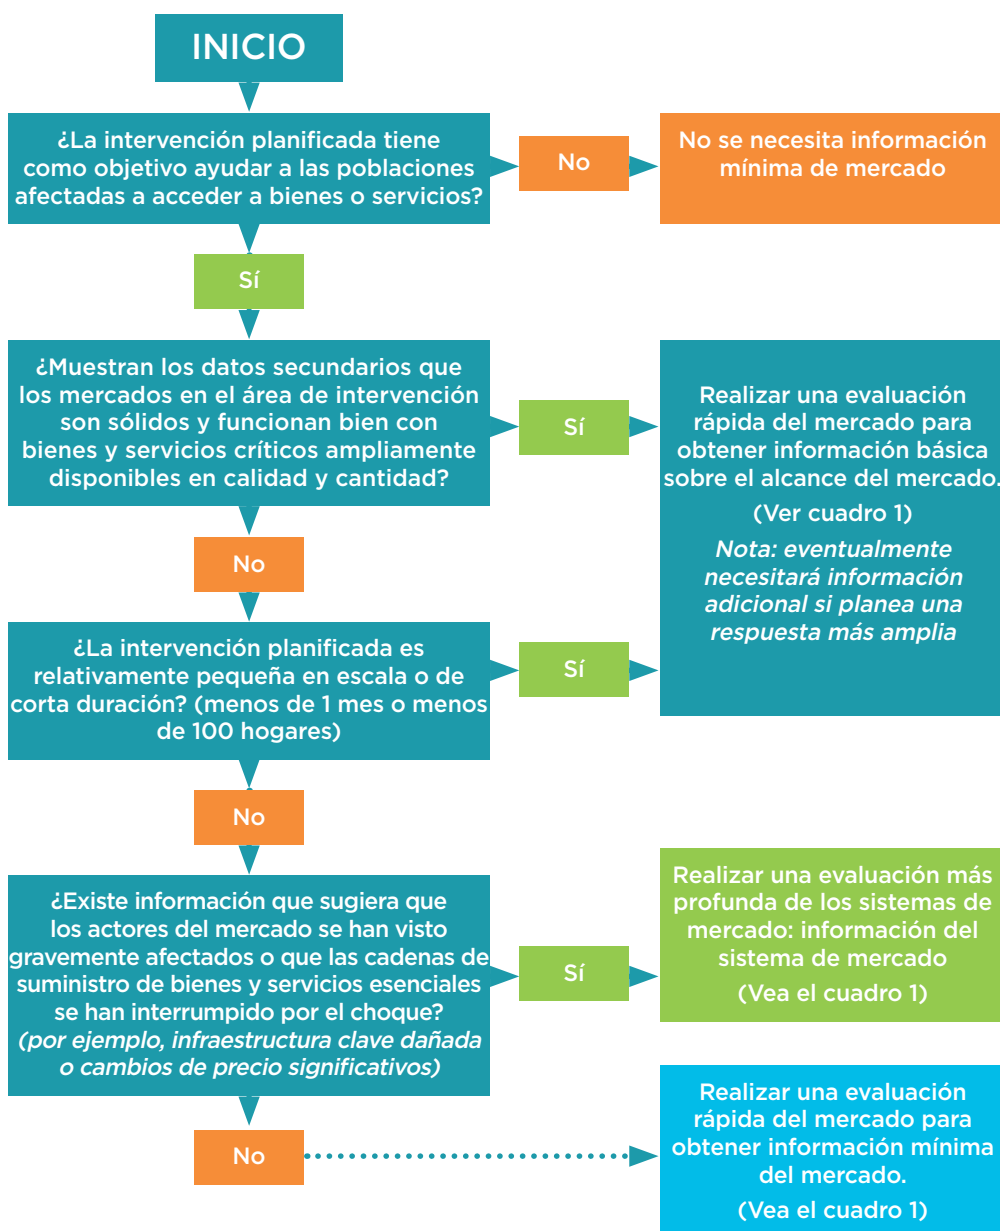 INICIO
¿La intervención planificada tiene
como objetivo ayudar a las poblaciones
afectadas a acceder a bienes o servicios?
No
No se necesita información
mínima de mercado
Sí
¿Muestran los datos secundarios que
los mercados en el área de intervención
son sólidos y funcionan bien con
bienes y servicios críticos ampliamente
disponibles en calidad y cantidad?
Sí
Realizar una evaluación
rápida del mercado para
obtener información básica
sobre el alcance del mercado.
(Ver cuadro 1)
Nota: eventualmente
necesitará información
adicional si planea una
respuesta más amplia
No
¿La intervención planificada es
relativamente pequeña en escala o de
corta duración? (menos de 1 mes o menos
de 100 hogares)
Sí
No
¿Existe información que sugiera que
los actores del mercado se han visto
gravemente afectados o que las cadenas de
suministro de bienes y servicios esenciales
se han interrumpido por el choque?
(por ejemplo, infraestructura clave dañada
o cambios de precio significativos)
Sí
Realizar una evaluación más
profunda de los sistemas de
mercado: información del
sistema de mercado
(Vea el cuadro 1)
No
Realizar una evaluación
rápida del mercado para
obtener información mínima
del mercado.
(Vea el cuadro 1)